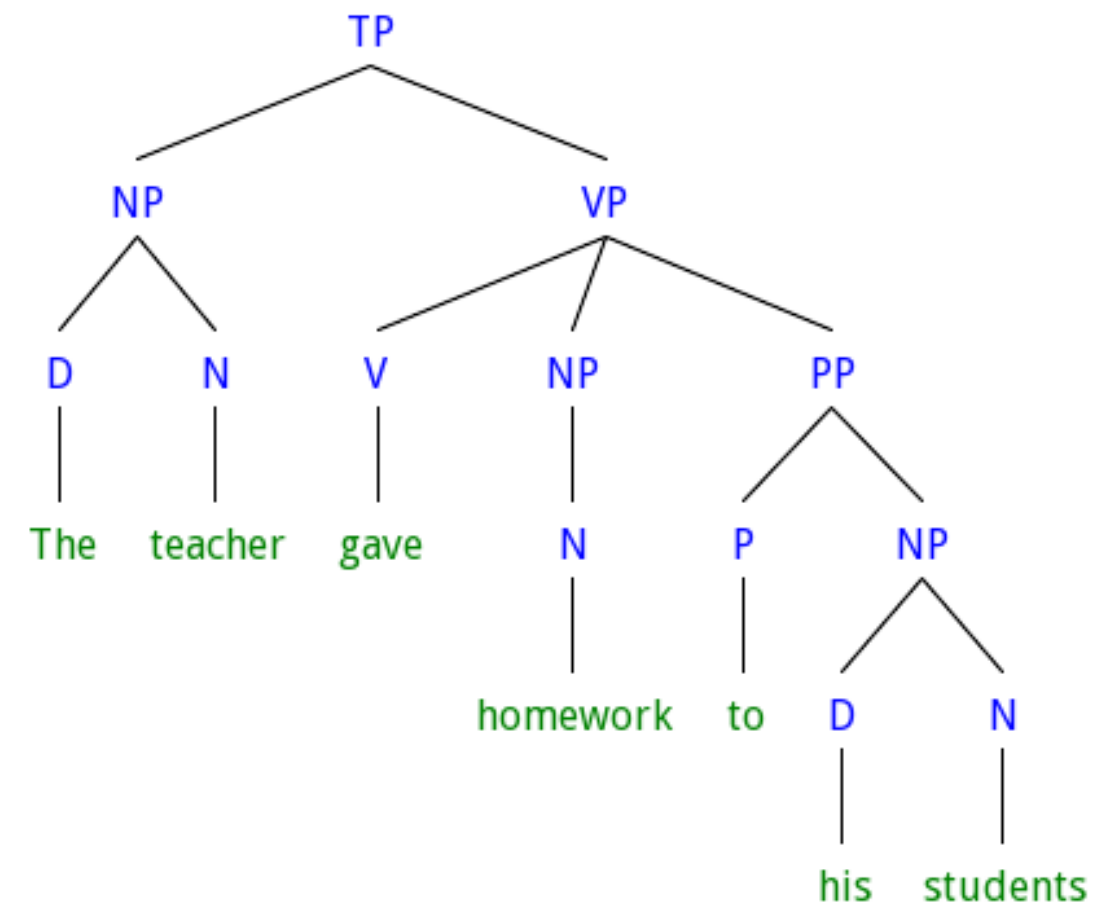 TP
NP VP
D N V NP PP
The teacher gave N P NP
homework to D N
his students